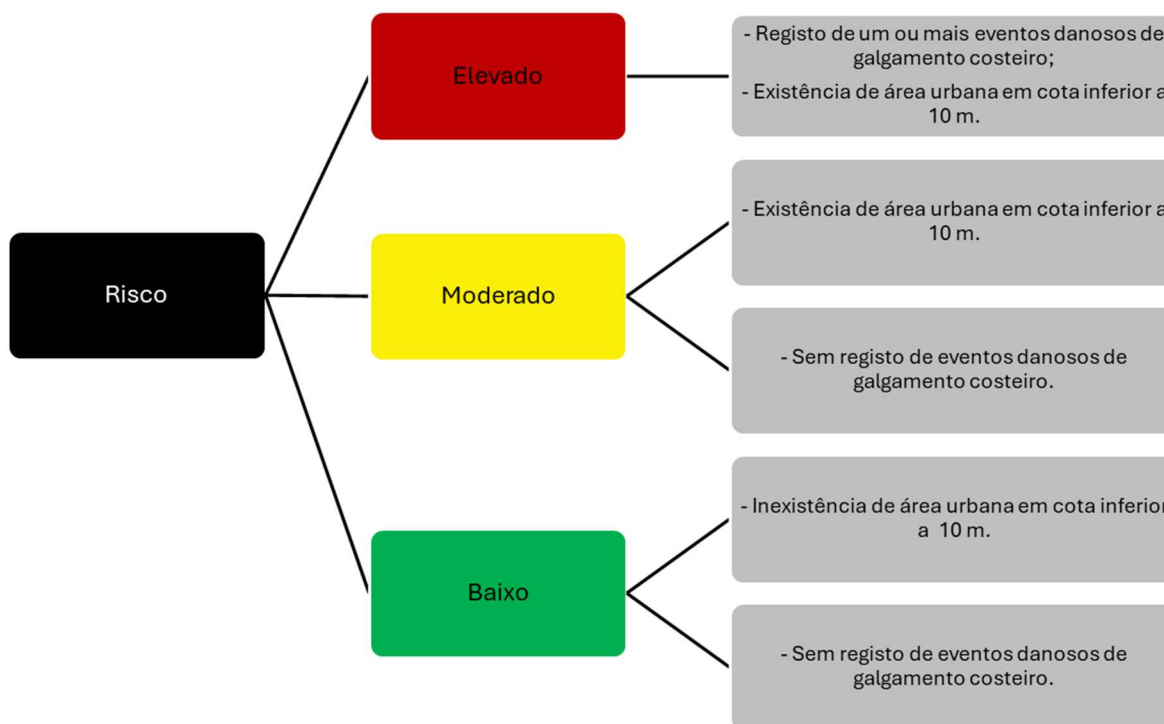 Risco
Elevado
- Registo de um ou mais eventos danosos de
galgamento costeiro;
- Existência de área urbana em cota inferior a
10 m.
Moderado
- Existência de área urbana em cota inferior a
10 m.
- Sem registo de eventos danosos de
galgamento costeiro.
Baixo
- Inexistência de área urbana em cota inferior
a 10 m.
- Sem registo de eventos danosos de
galgamento costeiro.